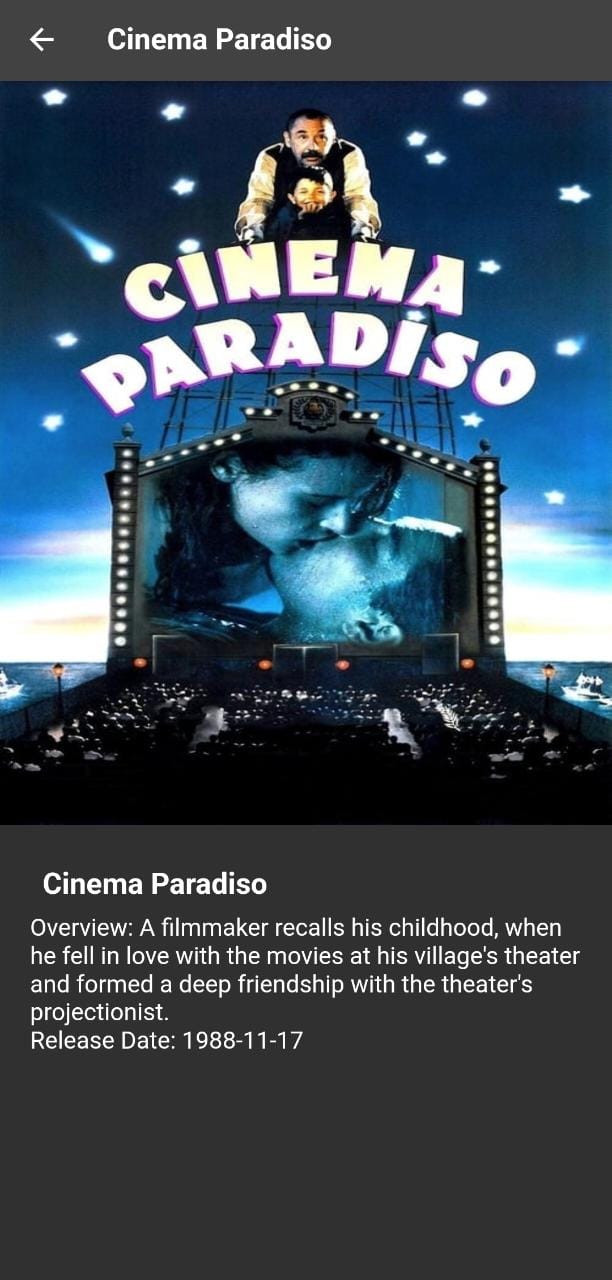 Cinema Paradiso
CINEMA
PARADISO
Cinema Paradiso
Overview: A filmmaker recalls his childhood, when
he fell in love with the movies at his village's theater
and formed a deep friendship with the theater's
projectionist.
Release Date: 1988-11-17